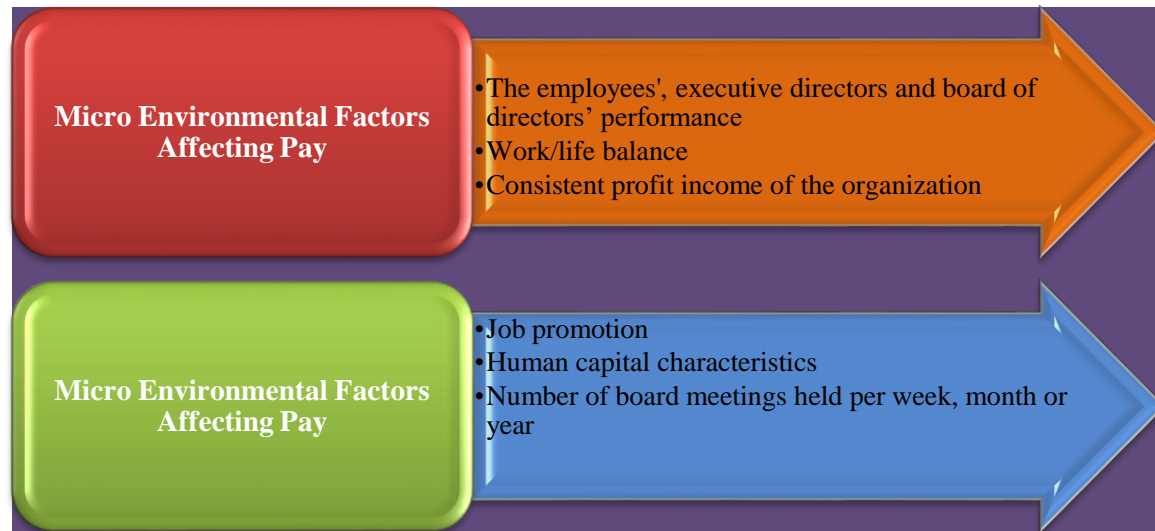 Micro Environmental Factors
Affecting Pay
•The employees', executive directors and board of
directors’ performance
•Work/life balance
•Consistent profit income of the organization
Micro Environmental Factors
Affecting Pay
•Job promotion
•Human capital characteristics
•Number of board meetings held per week, month or
year